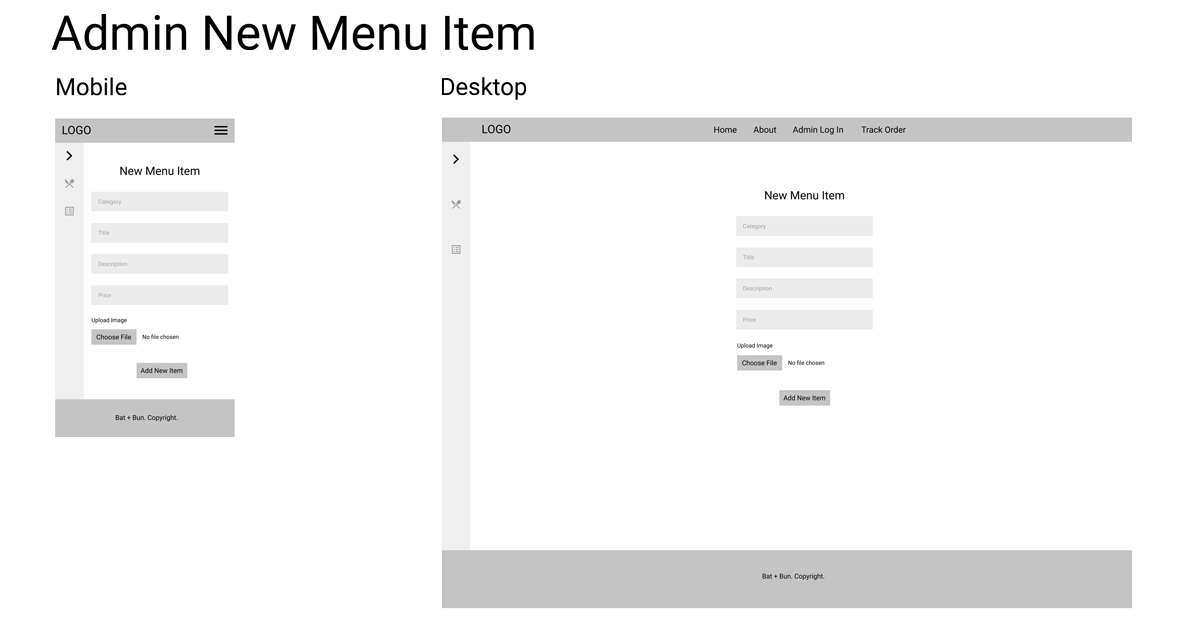 Admin New Menu Item
Mobile
LOGO
New Menu Item
Category
Title
Description
Price
Upload Image
Choose File No file chosen
Add New Item
Bat + Bun. Copyright.
Desktop
LOGO Home About Admin Log In Track Order
New Menu Item
Category
Title
Description
Price
Upload Image
Choose File No file chosen
Add New Item
Bat + Bun. Copyright.